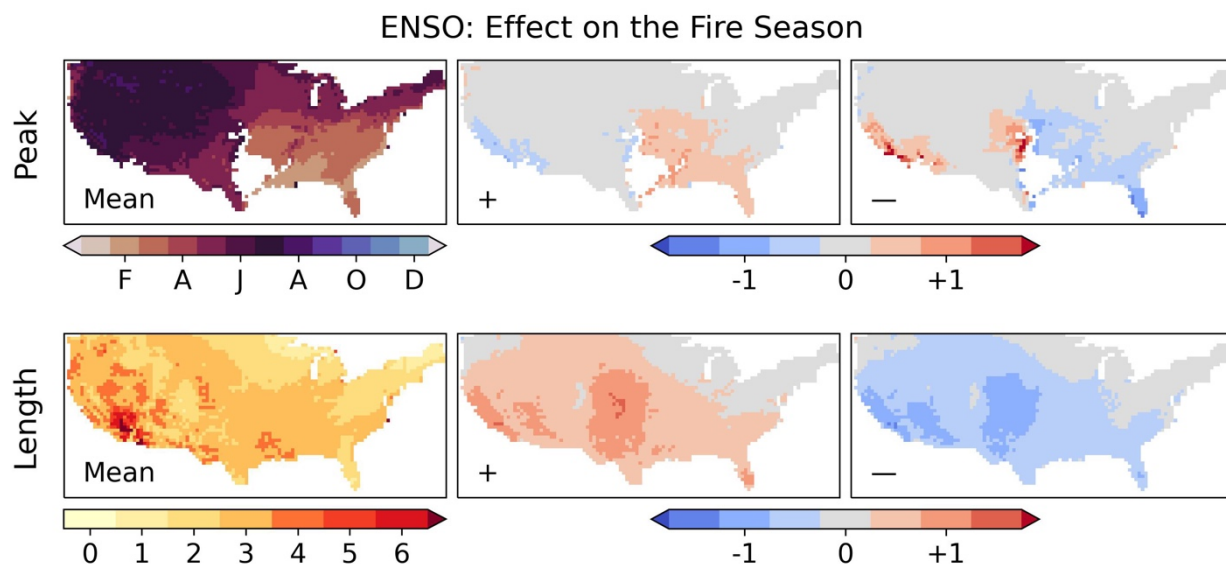 ENSO: Effect on the Fire Season
Peak
Mean
+
—
F A J A O D
-1 0 +1
Length
Mean
+
—
0 1 2 3 4 5 6
-1 0 +1